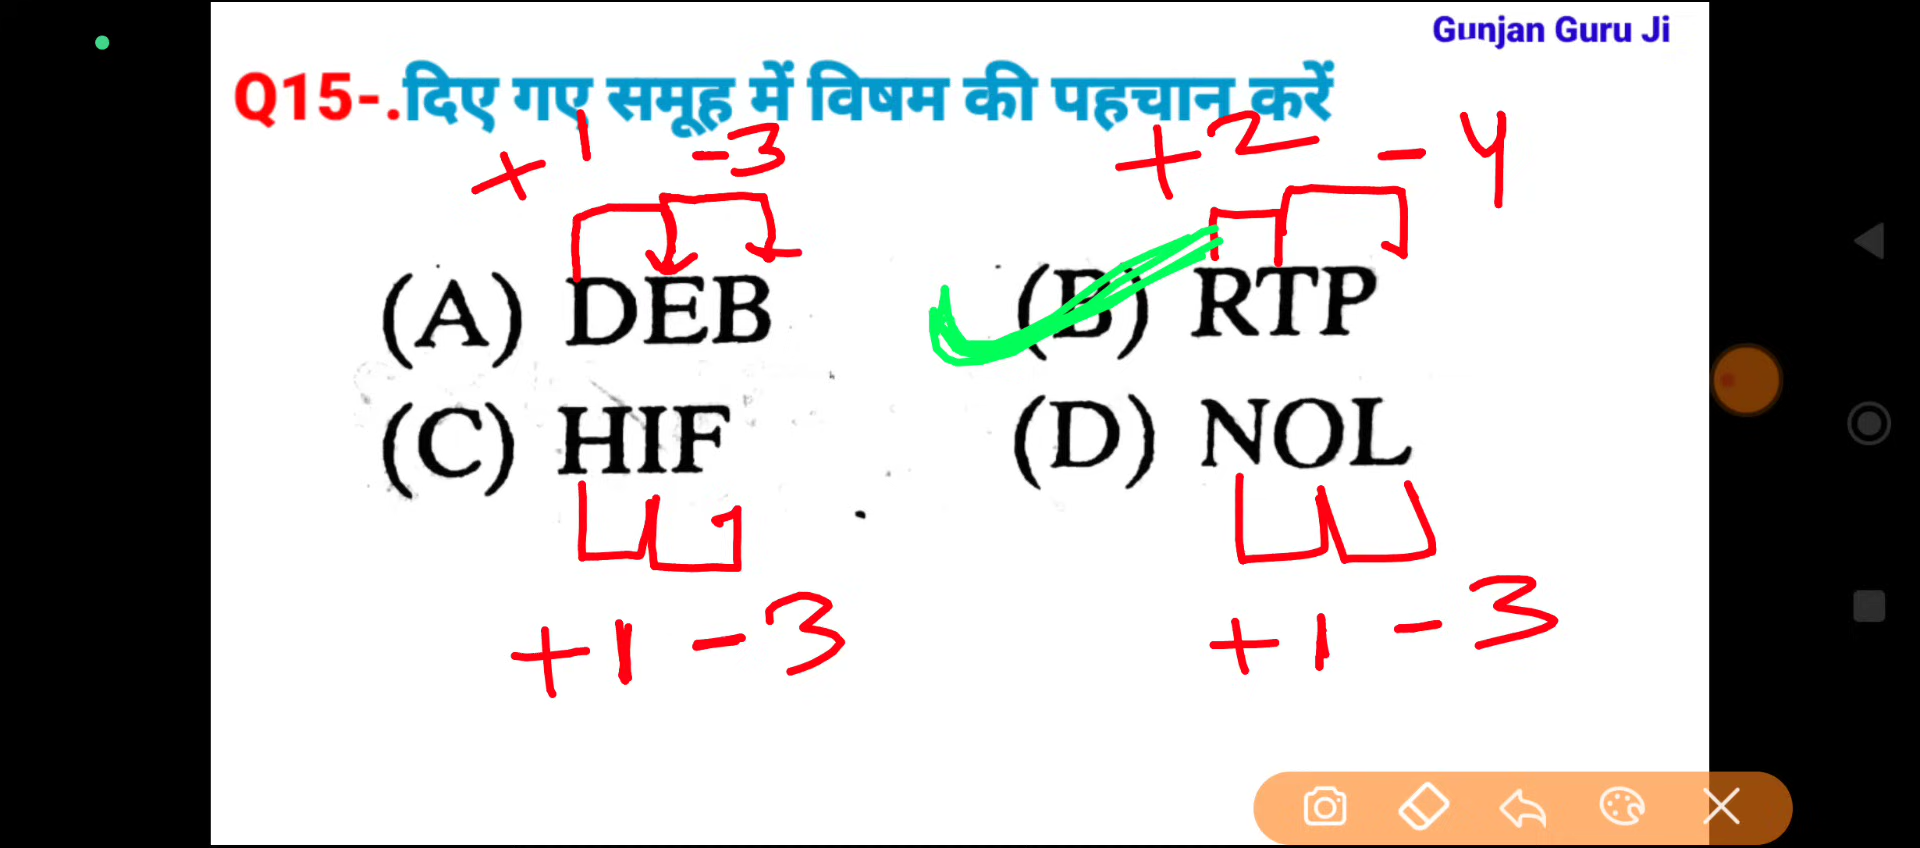 Gunjan Guru Ji
Q15-.दिए गए समूह में विषम की पहचान करें
+1 -3 +2 -4
(A) DEB (B) RTP
(C) HIF (D) NOL
+1 -3 +1 -3